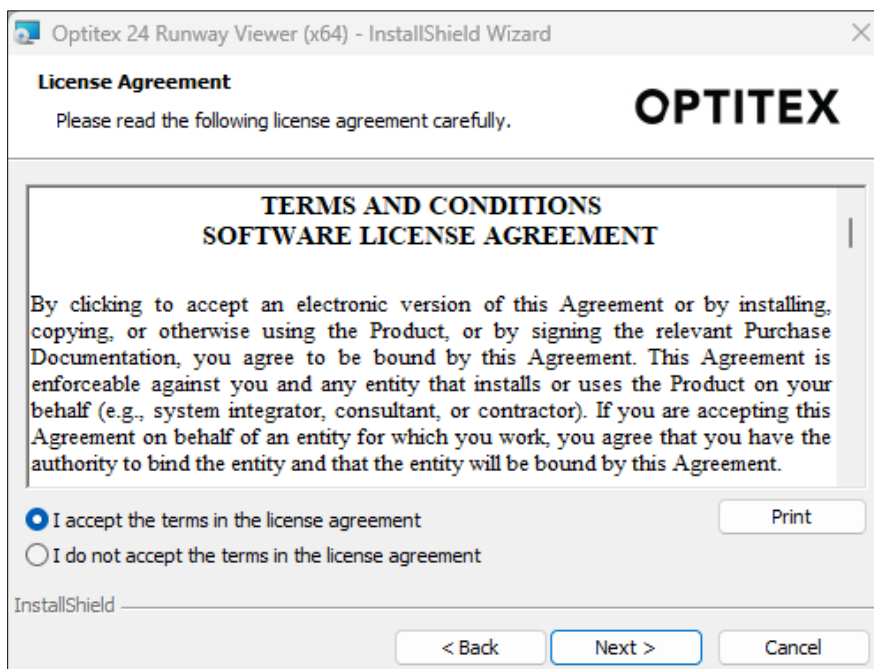 Optitex 24 Runway Viewer (x64) - InstallShield Wizard
License Agreement
Please read the following license agreement carefully.
OPTITEX
TERMS AND CONDITIONS
SOFTWARE LICENSE AGREEMENT
By clicking to accept an electronic version of this Agreement or by installing,
copying, or otherwise using the Product, or by signing the relevant Purchase
Documentation, you agree to be bound by this Agreement. This Agreement is
enforceable against you and any entity that installs or uses the Product on your
behalf (e.g., system integrator, consultant, or contractor). If you are accepting this
Agreement on behalf of an entity for which you work, you agree that you have the
authority to bind the entity and that the entity will be bound by this Agreement.
I accept the terms in the license agreement
Print
I do not accept the terms in the license agreement
InstallShield
< Back
Next >
Cancel